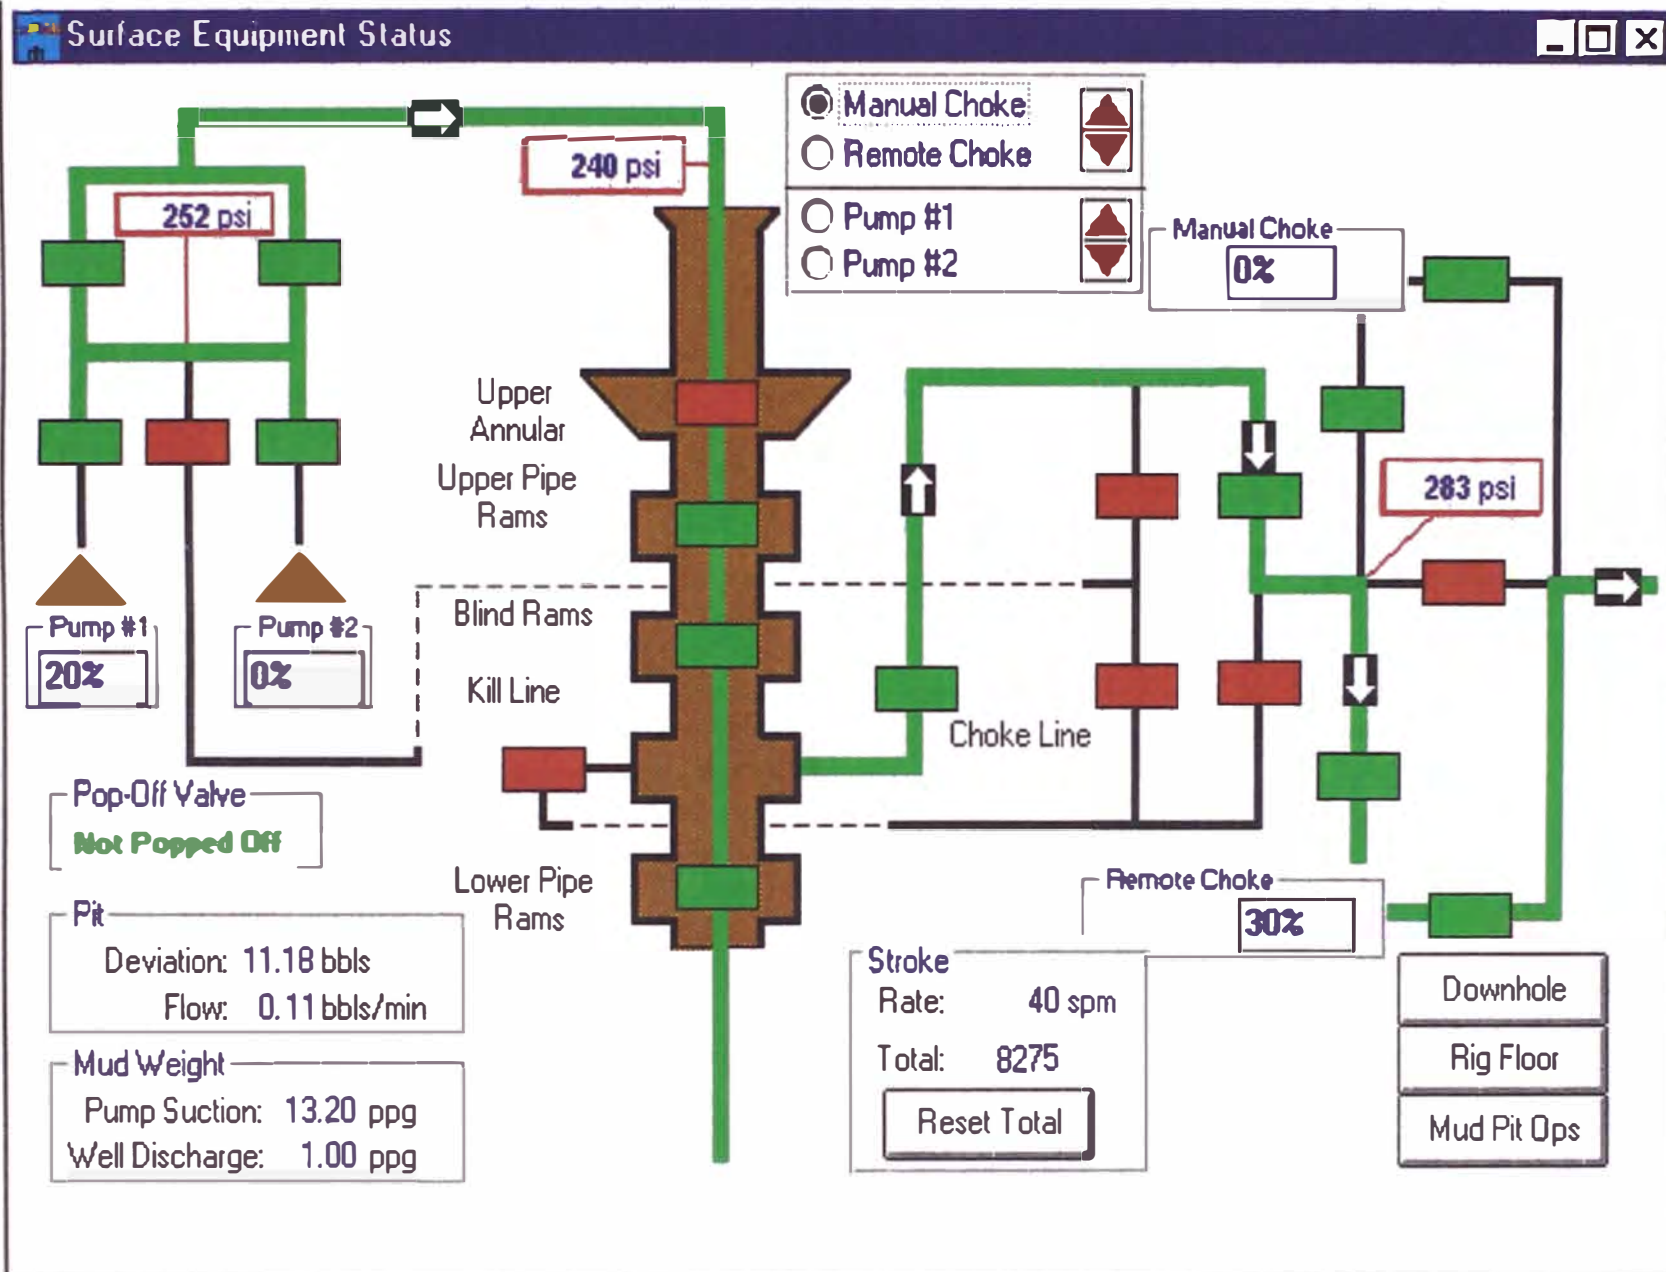 Surface Equipment Status
Manual Choke
Remote Choke
Pump #1
Pump #2
240 psi
252 psi
Manual Choke
0%
Upper
Annular
Upper Pipe
Rams
283 psi
Blind Rams
Pump #1
20%
Pump #2
0%
Kill Line
Choke Line
Pop-Off Valve
Not Popped Off
Lower Pipe
Rams
Remote Choke
30%
Pit
Deviation: 11.18 bbls
Flow: 0.11 bbls/min
Mud Weight
Pump Suction: 13.20 ppg
Well Discharge: 1.00 ppg
Stroke
Rate: 40 spm
Total: 8275
Reset Total
Downhole
Rig Floor
Mud Pit Ops